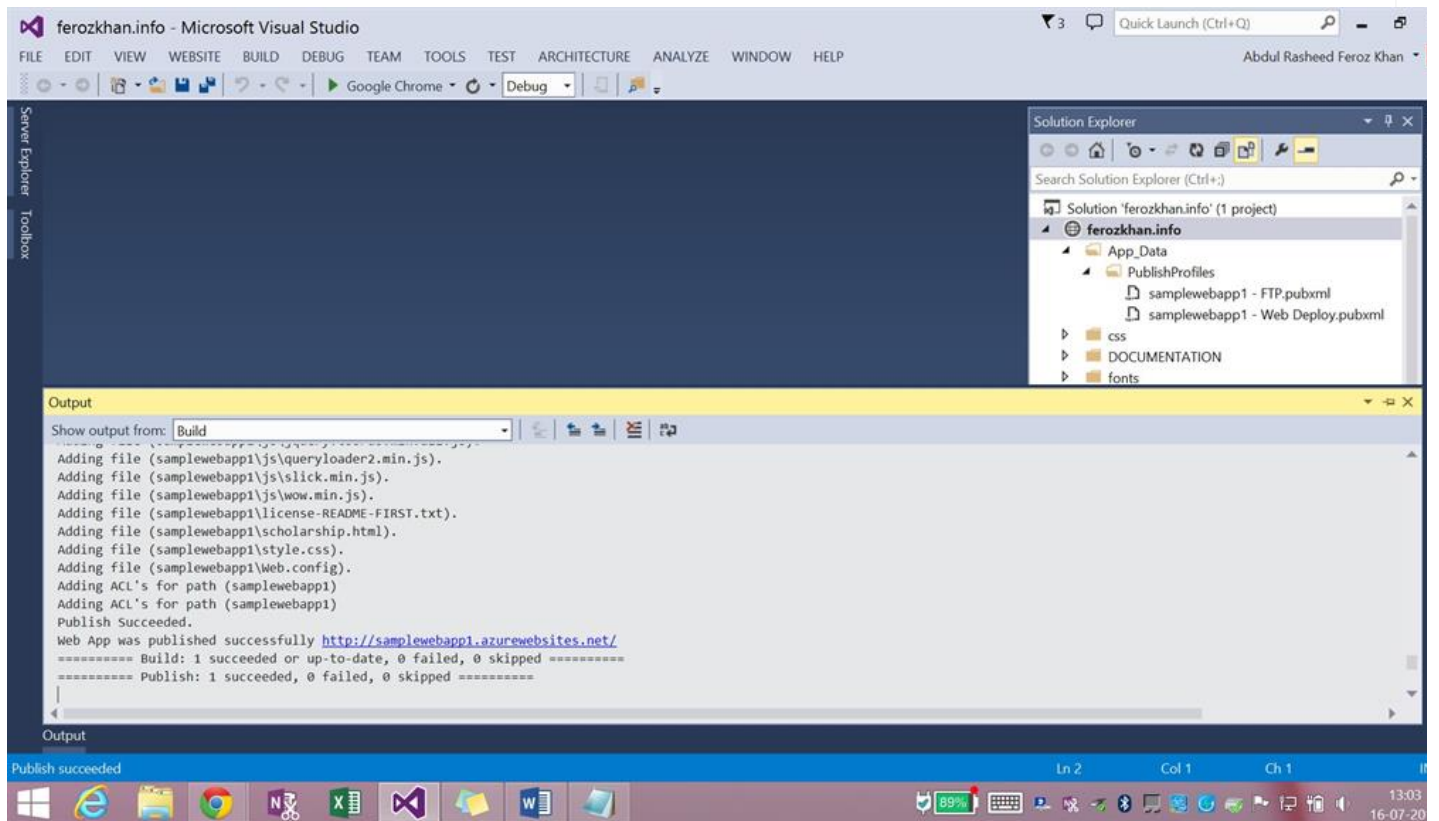 ferozkhan.info - Microsoft Visual Studio
3
Quick Launch (Ctrl+Q)
FILE EDIT VIEW WEBSITE BUILD DEBUG TEAM TOOLS TEST ARCHITECTURE ANALYZE WINDOW HELP
Abdul Rasheed Feroz Khan
Google Chrome
Debug
Server Explorer
Toolbox
Solution Explorer
Search Solution Explorer (Ctrl+;)
Solution 'ferozkhan.info' (1 project)
ferozkhan.info
App_Data
PublishProfiles
samplewebapp1 - FTP.pubxml
samplewebapp1 - Web Deploy.pubxml
css
DOCUMENTATION
fonts
Output
Show output from: Build
Adding file (samplewebapp1\js\queryloader2.min.js).
Adding file (samplewebapp1\js\slick.min.js).
Adding file (samplewebapp1\js\wow.min.js).
Adding file (samplewebapp1\license-README-FIRST.txt).
Adding file (samplewebapp1\scholarship.html).
Adding file (samplewebapp1\style.css).
Adding file (samplewebapp1\Web.config).
Adding ACL's for path (samplewebapp1)
Adding ACL's for path (samplewebapp1)
Publish Succeeded.
Web App was published successfully http://samplewebapp1.azurewebsites.net/
========== Build: 1 succeeded or up-to-date, 0 failed, 0 skipped ==========
========== Publish: 1 succeeded, 0 failed, 0 skipped ==========
Output
Publish succeeded
Ln 2 Col 1 Ch 1
89%
13:03
16-07-20